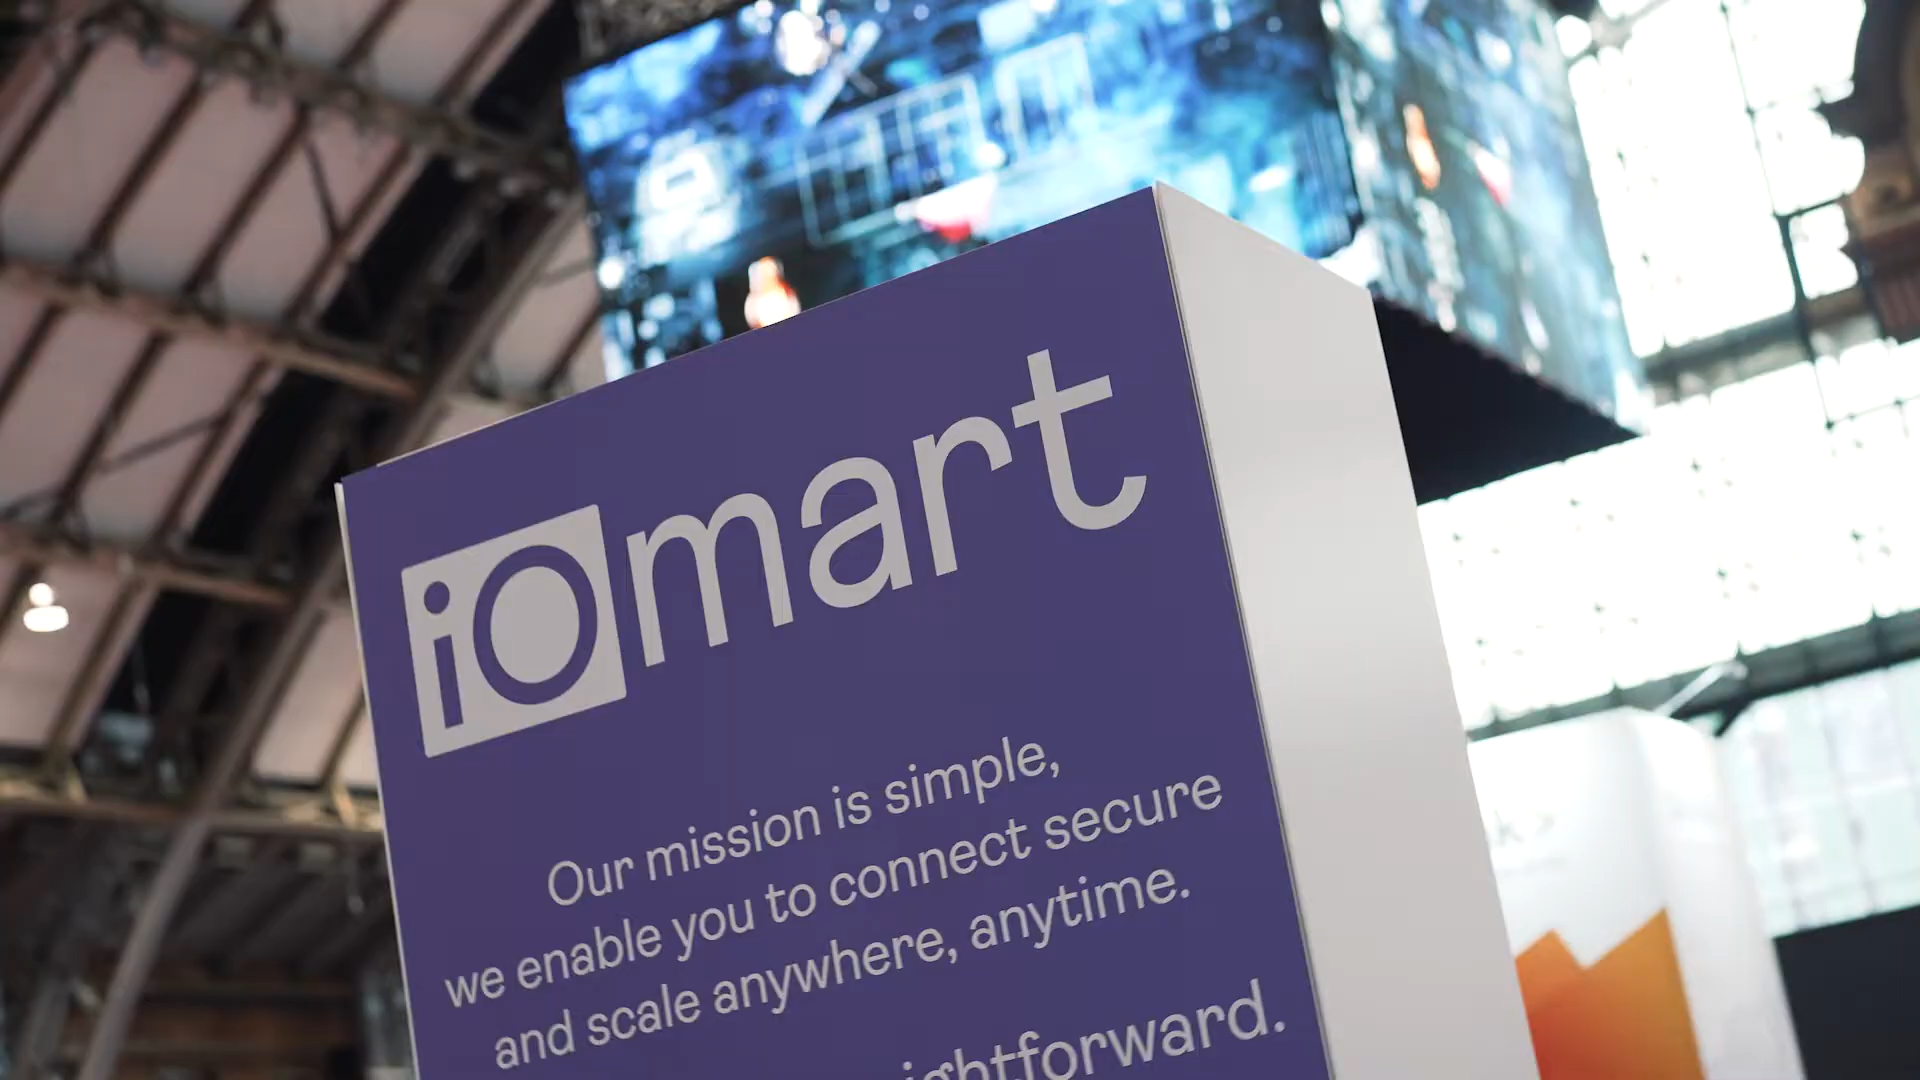 iomart
Our mission is simple,
we enable you to connect secure
and scale anywhere, anytime.